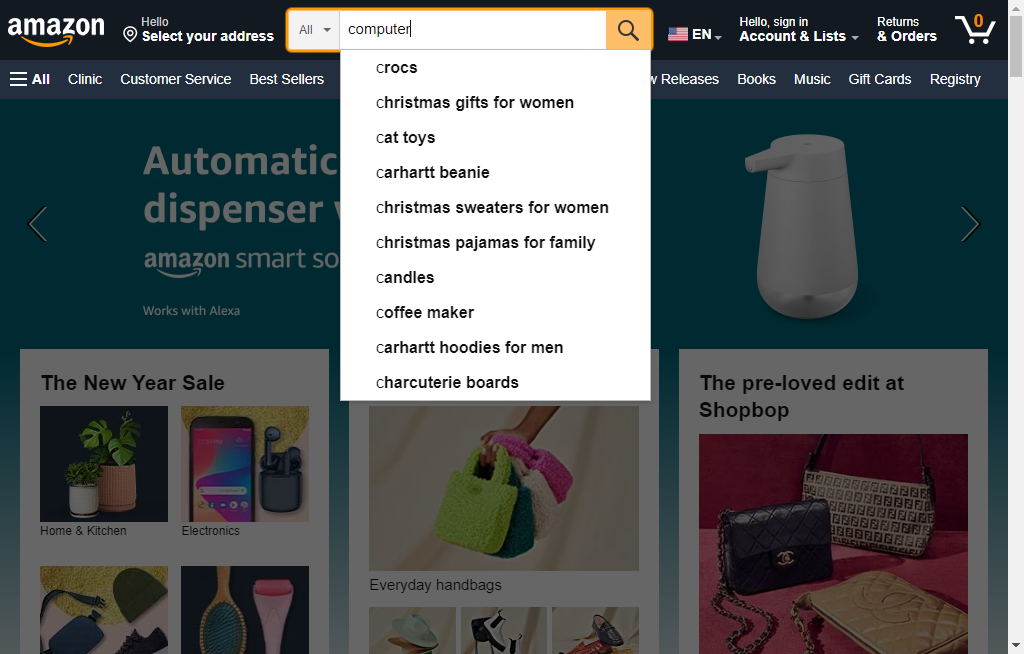 amazon
Hello
Select your address
All
computer
EN
Hello, sign in
Account & Lists
Returns
& Orders
0
All
Clinic
Customer Service
Best Sellers
Releases
Books
Music
Gift Cards
Registry
crocs
christmas gifts for women
cat toys
carhartt beanie
christmas sweaters for women
christmas pajamas for family
candles
coffee maker
carhartt hoodies for men
charcuterie boards
Automatic
dispenser
amazon smart so
Works with Alexa
The New Year Sale
Home & Kitchen
Electronics
Everyday handbags
The pre-loved edit at
Shopbop